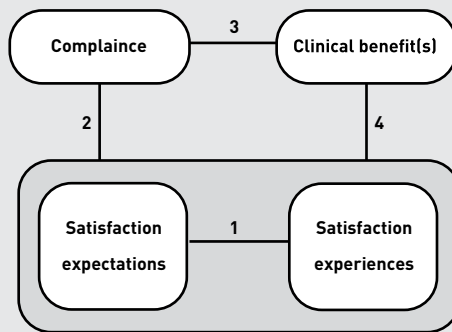 Complaince
3
Clinical benefit(s)
2
4
Satisfaction
expectations
1
Satisfaction
experiences